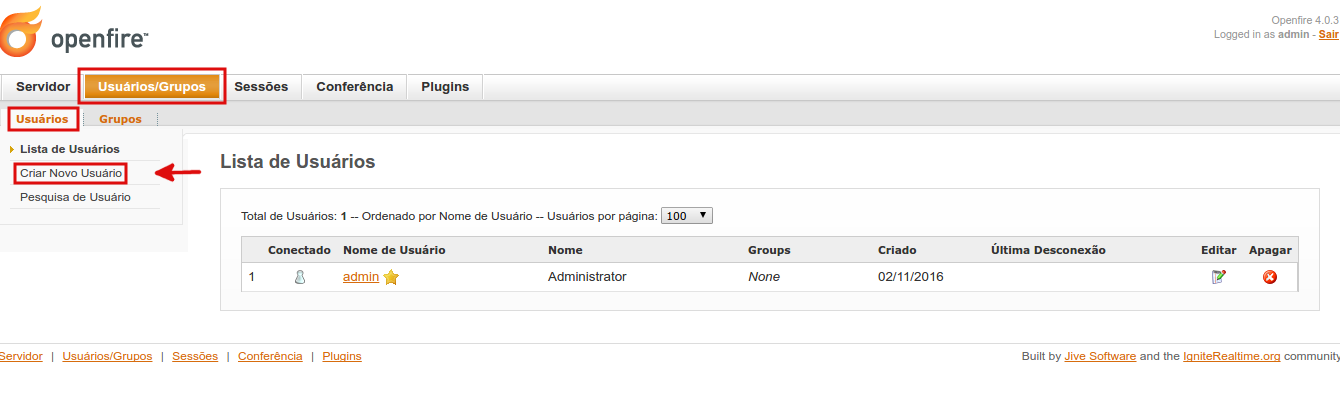 openfire™
Openfire 4.0.3
Logged in as admin - Sair
Servidor Usuários/Grupos Sessões Conferência Plugins
Usuários Grupos
Lista de Usuários
Criar Novo Usuário
Pesquisa de Usuário
Lista de Usuários
Total de Usuários: 1 -- Ordenado por Nome de Usuário -- Usuários por página: 100
Conectado Nome de Usuário Nome Groups Criado Última Desconexão Editar Apagar
1 admin Administrator None 02/11/2016
Servidor | Usuários/Grupos | Sessões | Conferência | Plugins
Built by Jive Software and the IgniteRealtime.org community